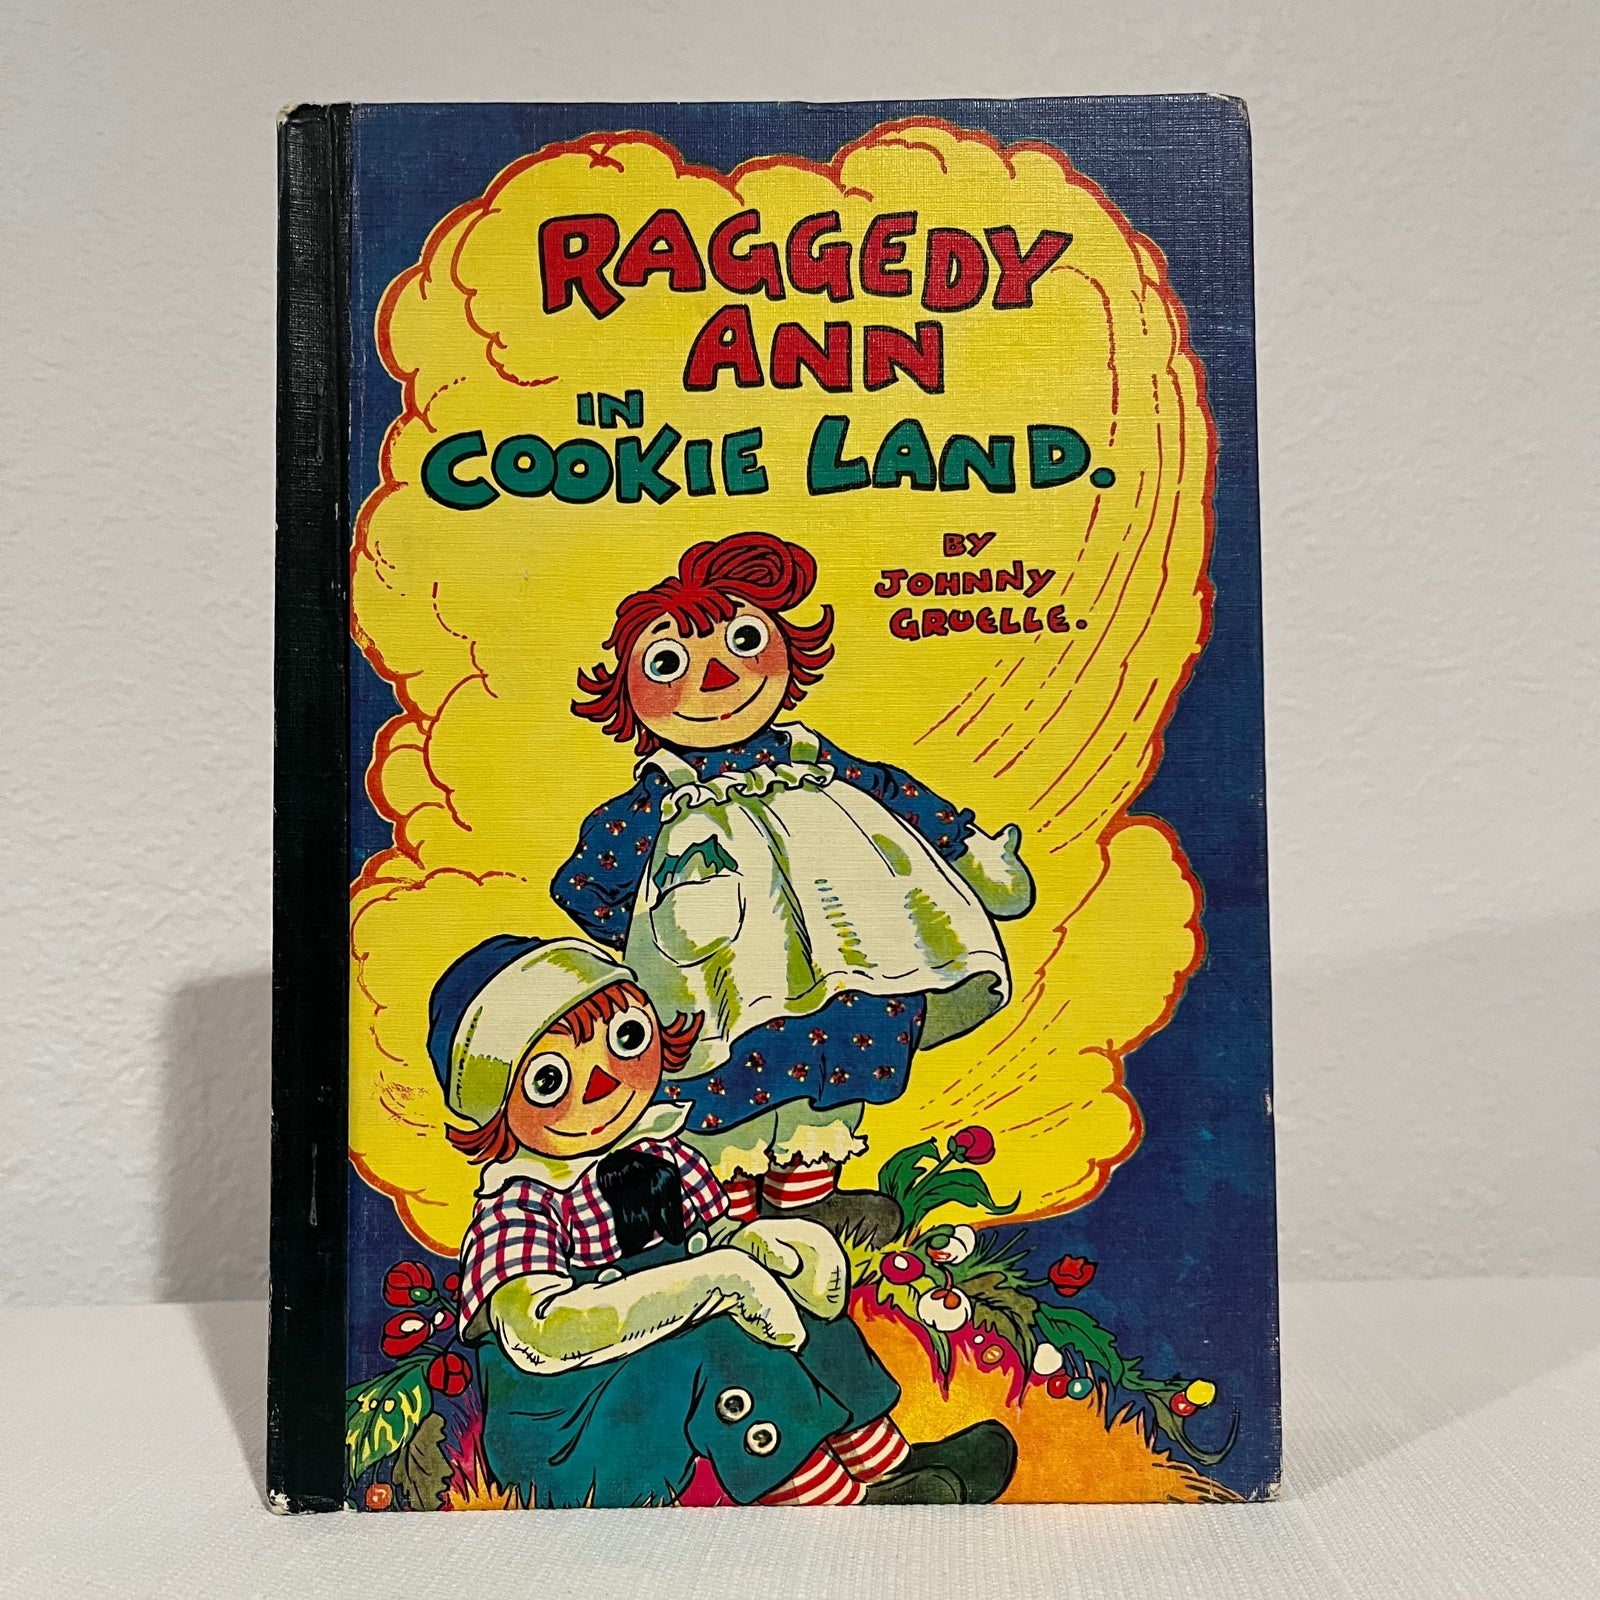 RAGGEDY
ANN
IN
COOKIE LAND.
BY
JOHNNY
GRUELLE.